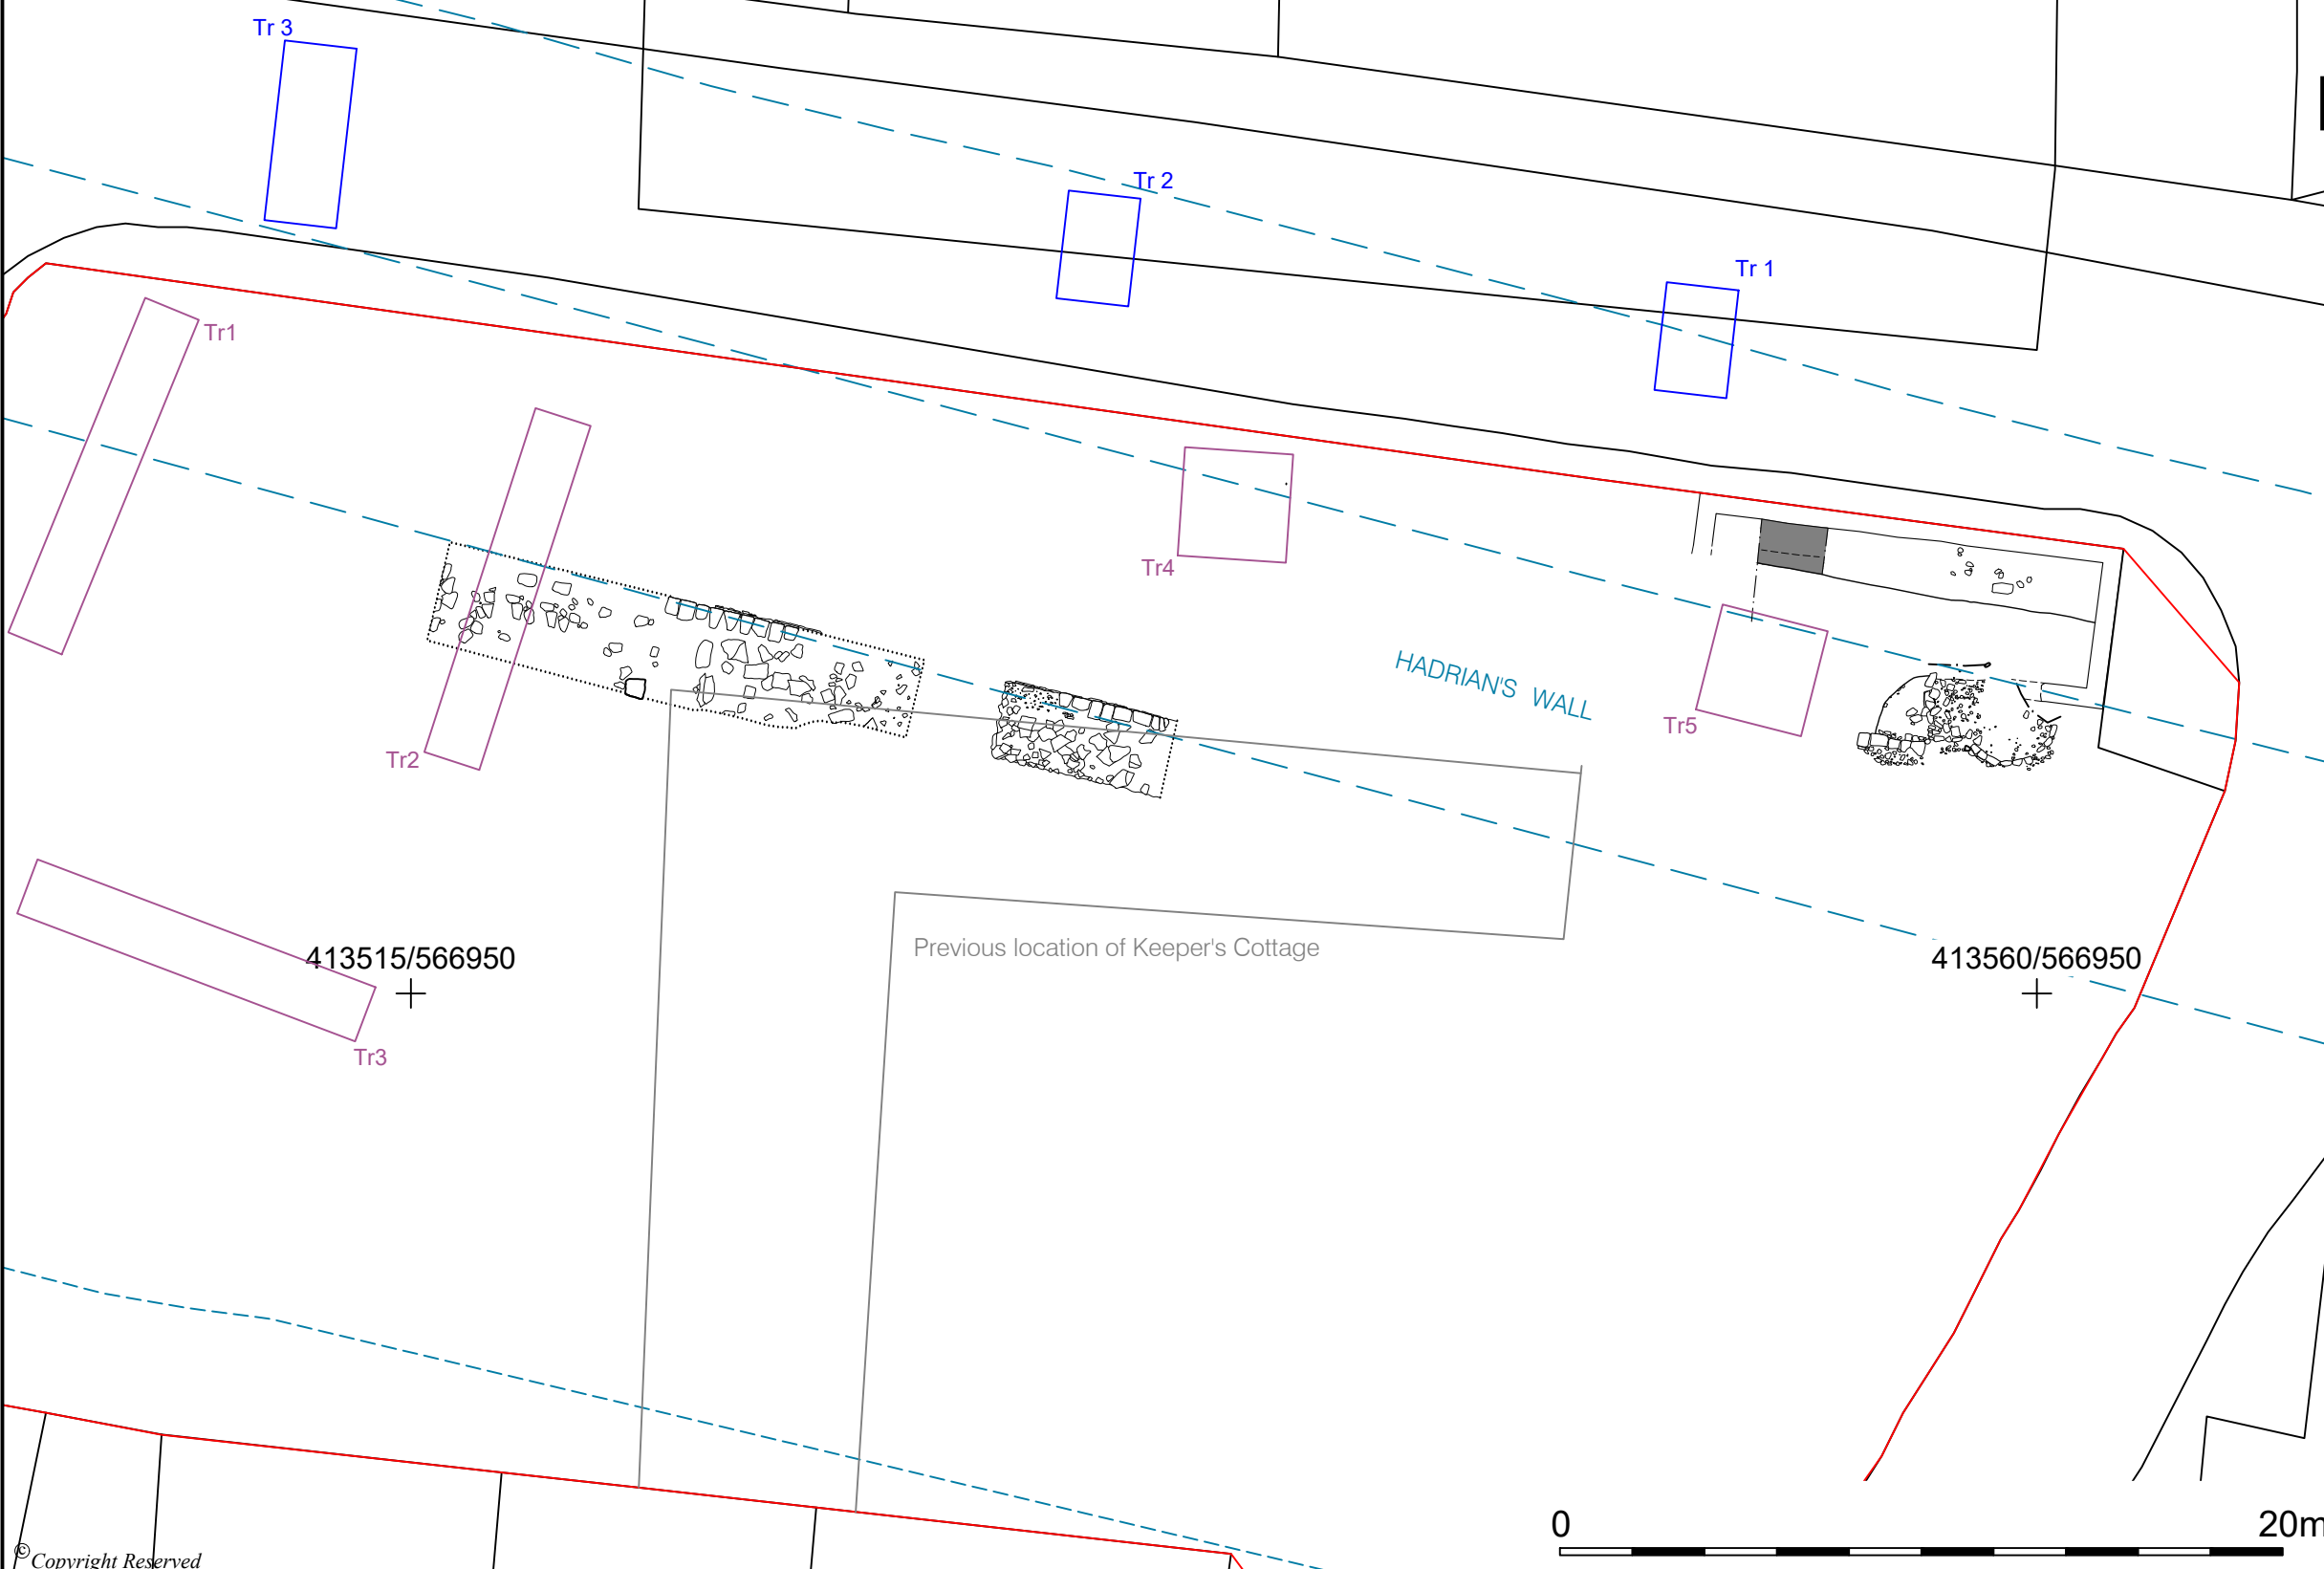 Tr 3
Tr 2
Tr 1
Tr1
Tr4
HADRIAN'S WALL
Tr5
Tr2
Previous location of Keeper's Cottage
413515/566950
413560/566950
Tr3
0
20m
© Copyright Reserved